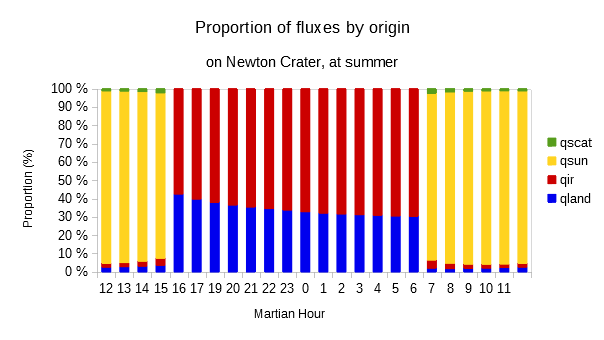 Proportion of fluxes by origin
on Newton Crater, at summer
100 %
90 %
80 %
70 %
60 %
50 %
40 %
30 %
20 %
10 %
0 %
Proportion (%)
12 13 14 15 16 17 19 20 21 22 23 0 1 2 3 4 5 6 7 8 9 10 11
Martian Hour
qscat
qsun
qir
qland